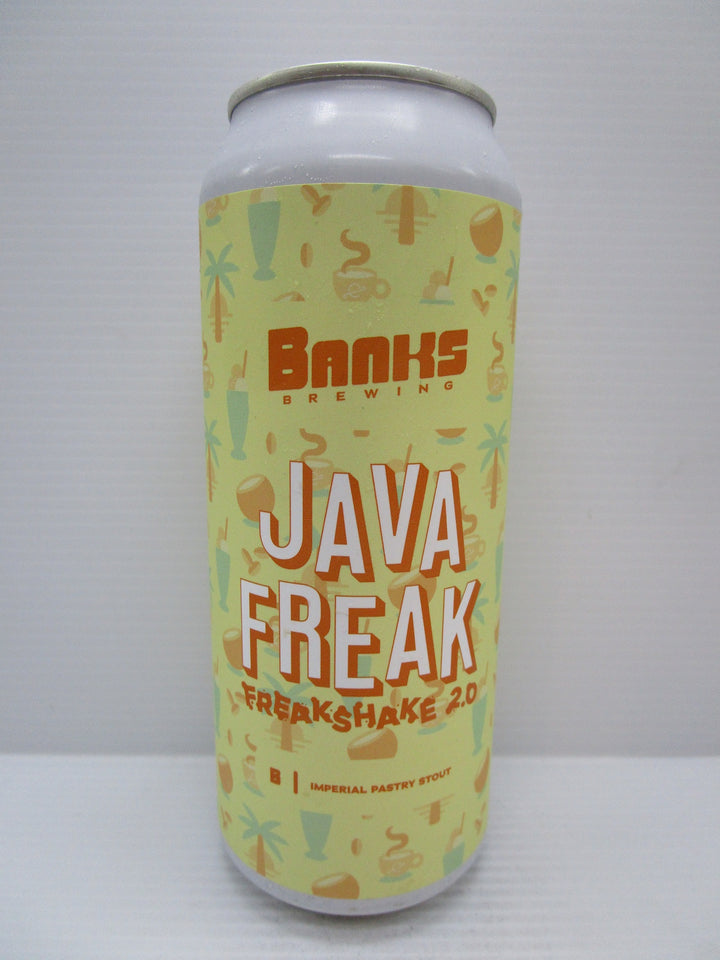 BANKS
BREWING
JAVA
FREAK
FREAKSHAKE 2.0
B | IMPERIAL PASTRY STOUT